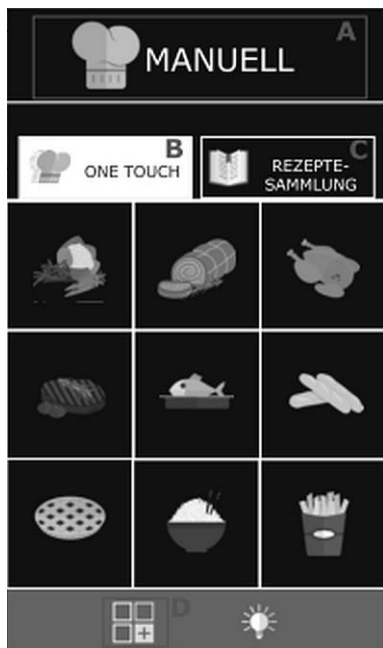 A
MANUELL
B
ONE TOUCH
C
REZEPTE-
SAMMLUNG
D